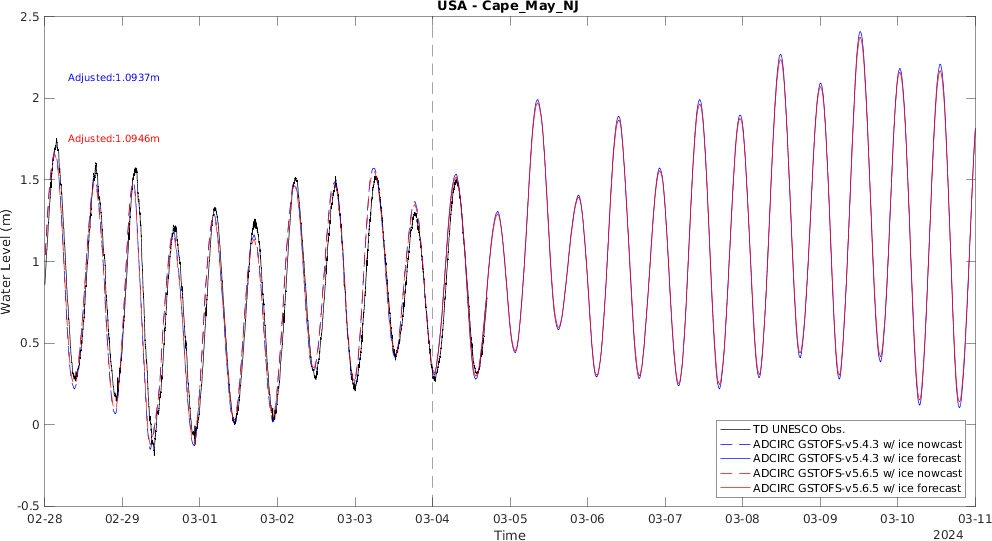 USA - Cape_May_NJ
2.5
2
1.5
1
0.5
0
-0.5
Water Level (m)
Adjusted:1.0937m
Adjusted:1.0946m
TD UNESCO Obs.
ADCIRC GSTOFS-v5.4.3 w/ ice nowcast
ADCIRC GSTOFS-v5.4.3 w/ ice forecast
ADCIRC GSTOFS-v5.6.5 w/ ice nowcast
ADCIRC GSTOFS-v5.6.5 w/ ice forecast
02-28 02-29 03-01 03-02 03-03 03-04 03-05 03-06 03-07 03-08 03-09 03-10 03-11
Time
2024